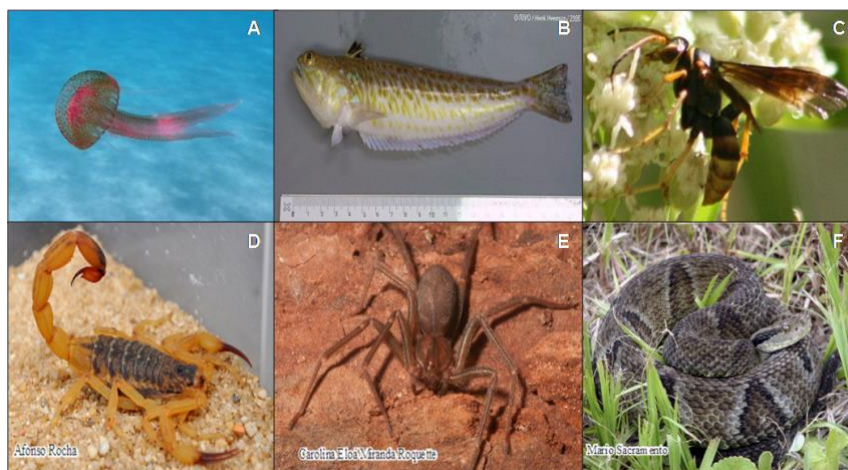 A
B
C
D
E
F
Afonso Rocha
Carolina Eloá Miranda Roquette
Mario Sacramento